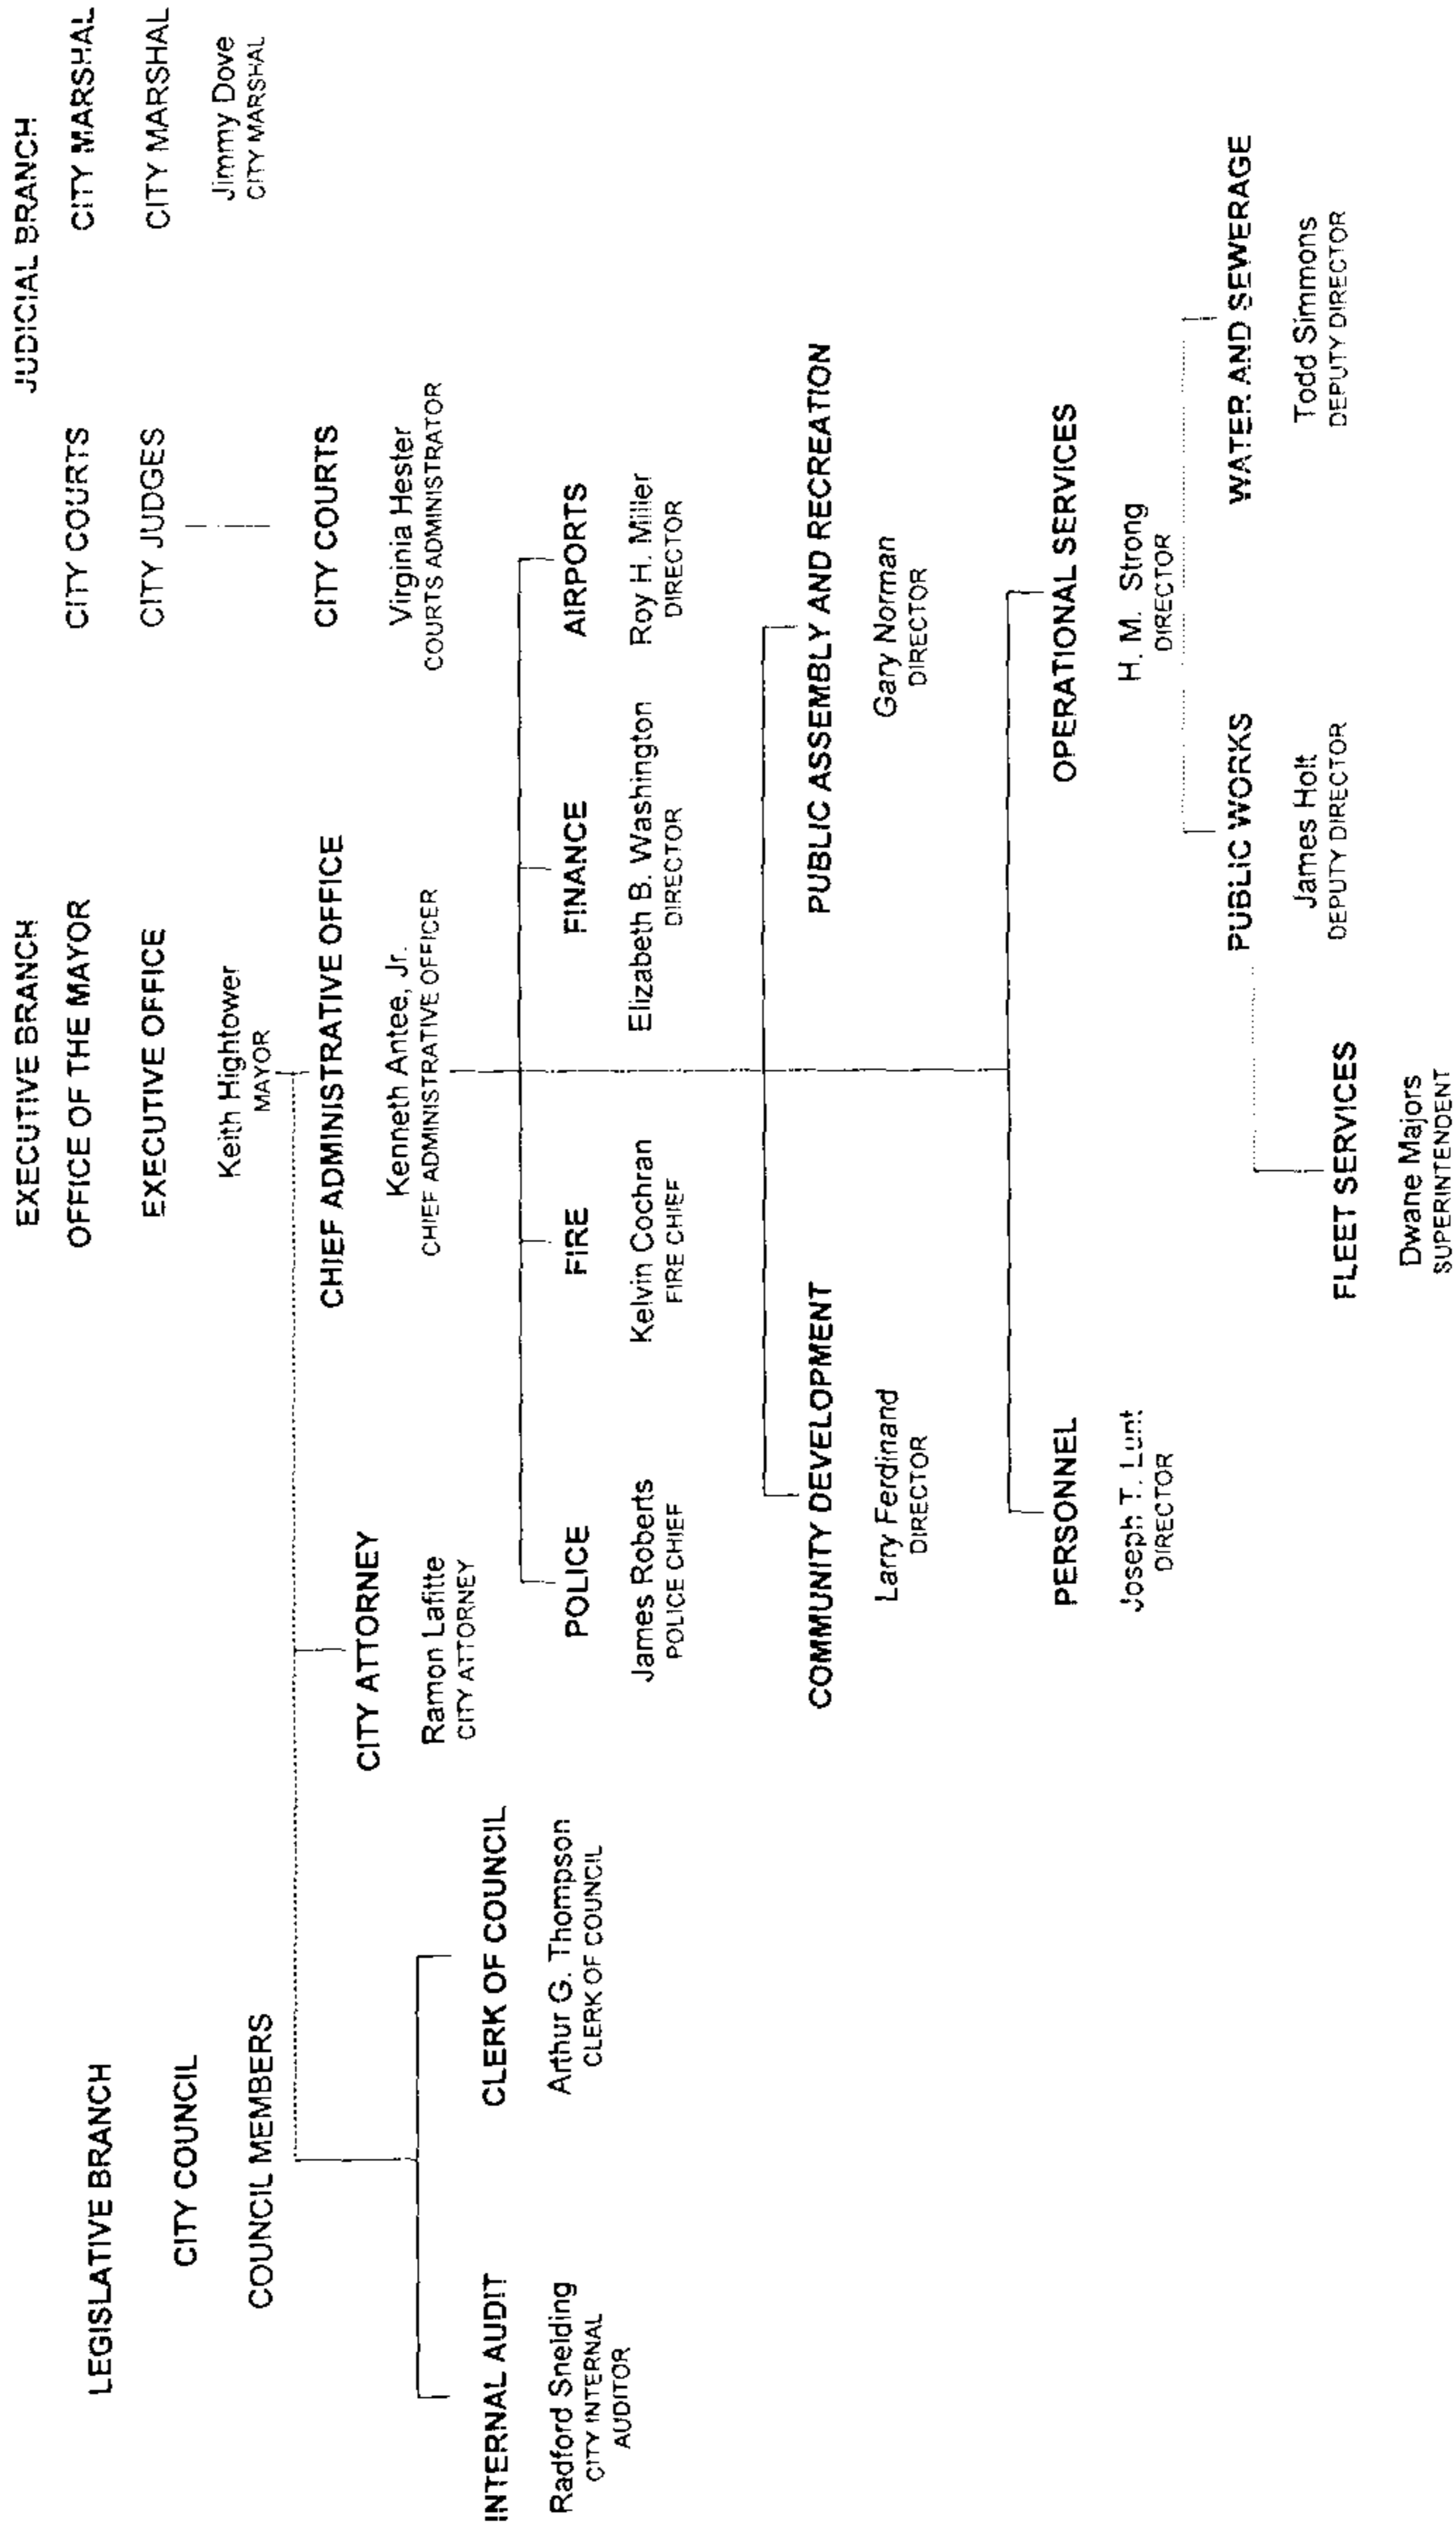 LEGISLATIVE BRANCH
CITY COUNCIL
COUNCIL MEMBERS
INTERNAL AUDIT
Radford Snelding
CITY INTERNAL
AUDITOR
CLERK OF COUNCIL
Arthur G. Thompson
CLERK OF COUNCIL
EXECUTIVE BRANCH
OFFICE OF THE MAYOR
EXECUTIVE OFFICE
Keith Hightower
MAYOR
CITY ATTORNEY
Ramon Lafitte
CITY ATTORNEY
CHIEF ADMINISTRATIVE OFFICE
Kenneth Antee, Jr.
CHIEF ADMINISTRATIVE OFFICER
POLICE
James Roberts
POLICE CHIEF
FIRE
Kelvin Cochran
FIRE CHIEF
FINANCE
Elizabeth B. Washington
DIRECTOR
AIRPORTS
Roy H. Miller
DIRECTOR
COMMUNITY DEVELOPMENT
Larry Ferdinand
DIRECTOR
PUBLIC ASSEMBLY AND RECREATION
Gary Norman
DIRECTOR
PERSONNEL
Joseph T. Lunt
DIRECTOR
OPERATIONAL SERVICES
H. M. Strong
DIRECTOR
PUBLIC WORKS
James Holt
DEPUTY DIRECTOR
WATER AND SEWERAGE
Todd Simmons
DEPUTY DIRECTOR
FLEET SERVICES
Dwane Majors
SUPERINTENDENT
JUDICIAL BRANCH
CITY COURTS
CITY JUDGES
CITY COURTS
Virginia Hester
COURTS ADMINISTRATOR
CITY MARSHAL
CITY MARSHAL
Jimmy Dove
CITY MARSHAL